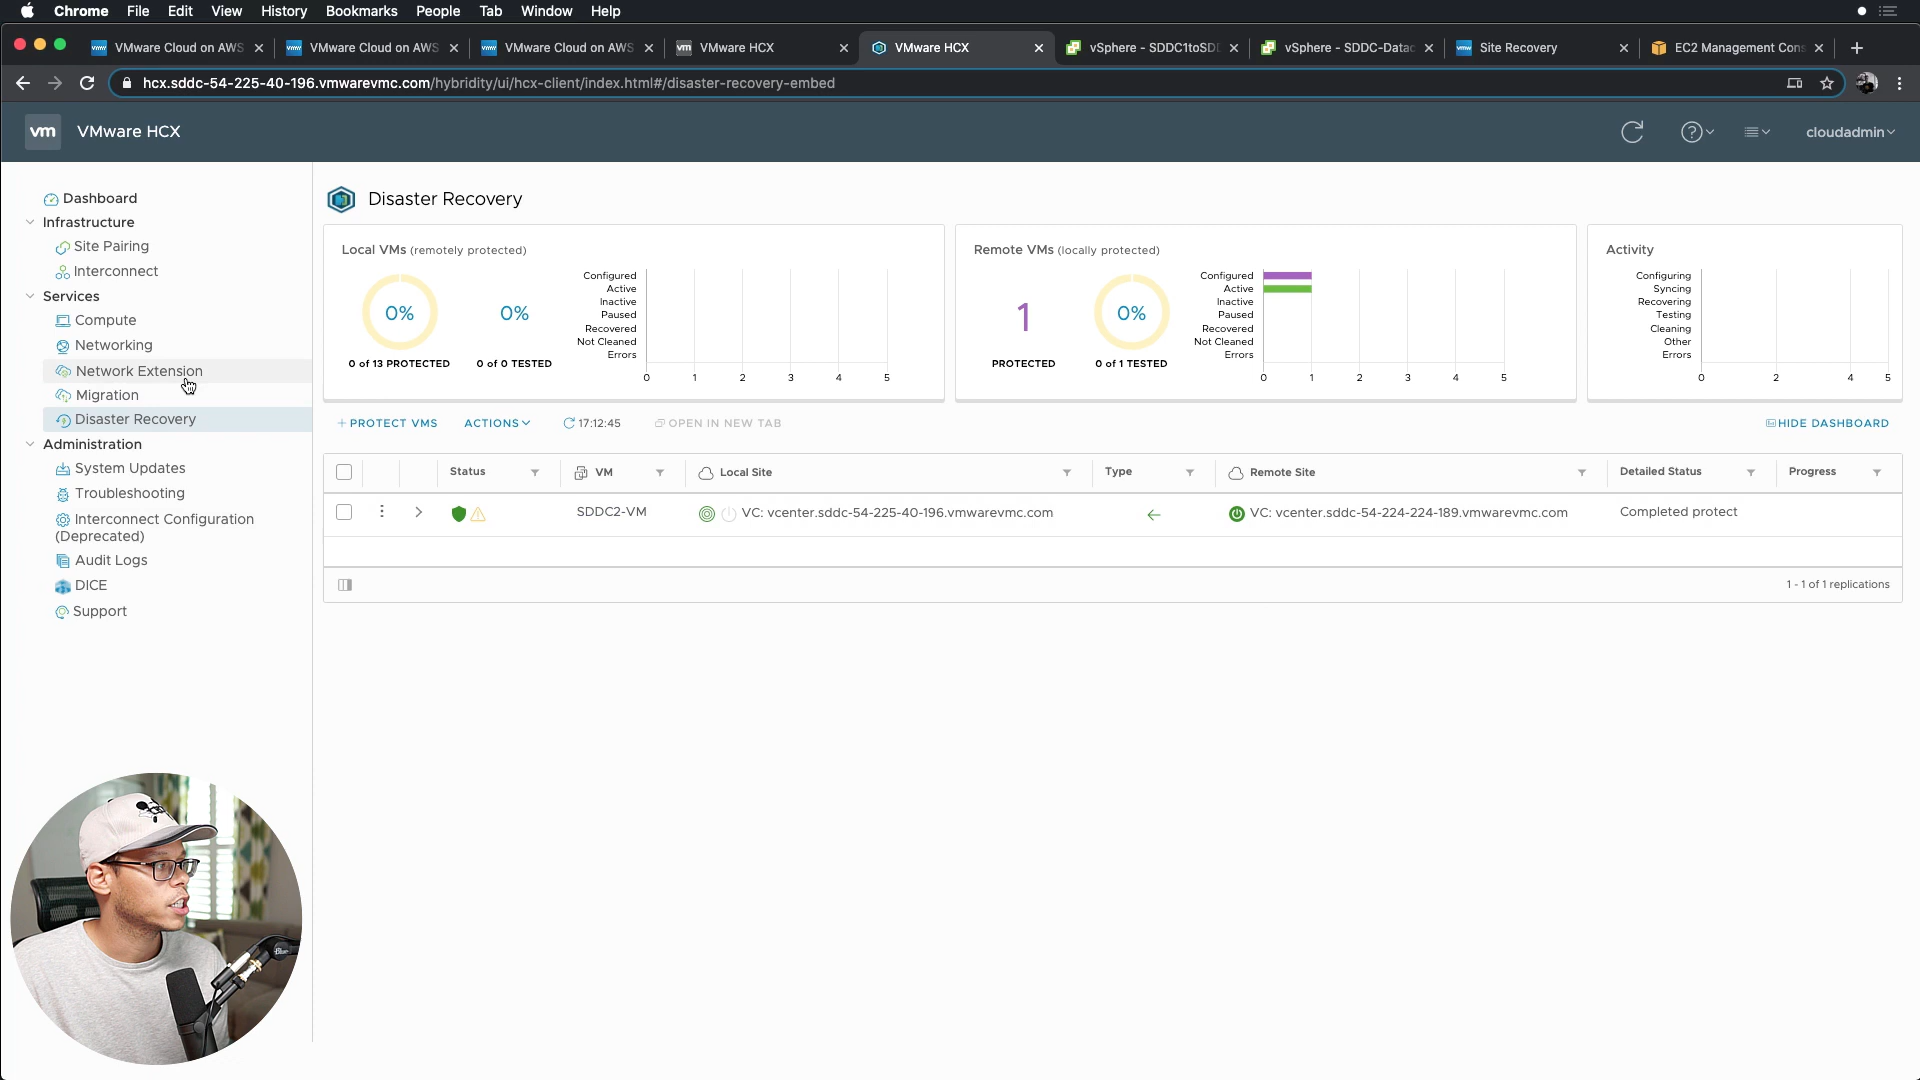 Chrome File Edit View History Bookmarks People Tab Window Help
vmw VMware Cloud on AWS
vmw VMware Cloud on AWS
vmw VMware Cloud on AWS
vm VMware HCX
VMware HCX
vSphere - SDDC1toSDD
vSphere - SDDC-Datac
vmw Site Recovery
EC2 Management Cons
hcx.sddc-54-225-40-196.vmwarevmc.com/hybridity/ui/hcx-client/index.html#/disaster-recovery-embed
vm VMware HCX
cloudadmin
Dashboard
Infrastructure
Site Pairing
Interconnect
Services
Compute
Networking
Network Extension
Migration
Disaster Recovery
Administration
System Updates
Troubleshooting
Interconnect Configuration
(Deprecated)
Audit Logs
DICE
Support
Disaster Recovery
Local VMs (remotely protected)
0%
0 of 13 PROTECTED
0%
0 of 0 TESTED
Configured
Active
Inactive
Paused
Recovered
Not Cleaned
Errors
0 1 2 3 4 5
Remote VMs (locally protected)
1
PROTECTED
0%
0 of 1 TESTED
Configured
Active
Inactive
Paused
Recovered
Not Cleaned
Errors
0 1 2 3 4 5
Activity
Configuring
Syncing
Recovering
Testing
Cleaning
Other
Errors
0 2 4 5
+ PROTECT VMS ACTIONS 17:12:45 OPEN IN NEW TAB HIDE DASHBOARD
Status VM Local Site Type Remote Site Detailed Status Progress
SDDC2-VM VC: vcenter.sddc-54-225-40-196.vmwarevmc.com ← VC: vcenter.sddc-54-224-224-189.vmwarevmc.com Completed protect
1 - 1 of 1 replications